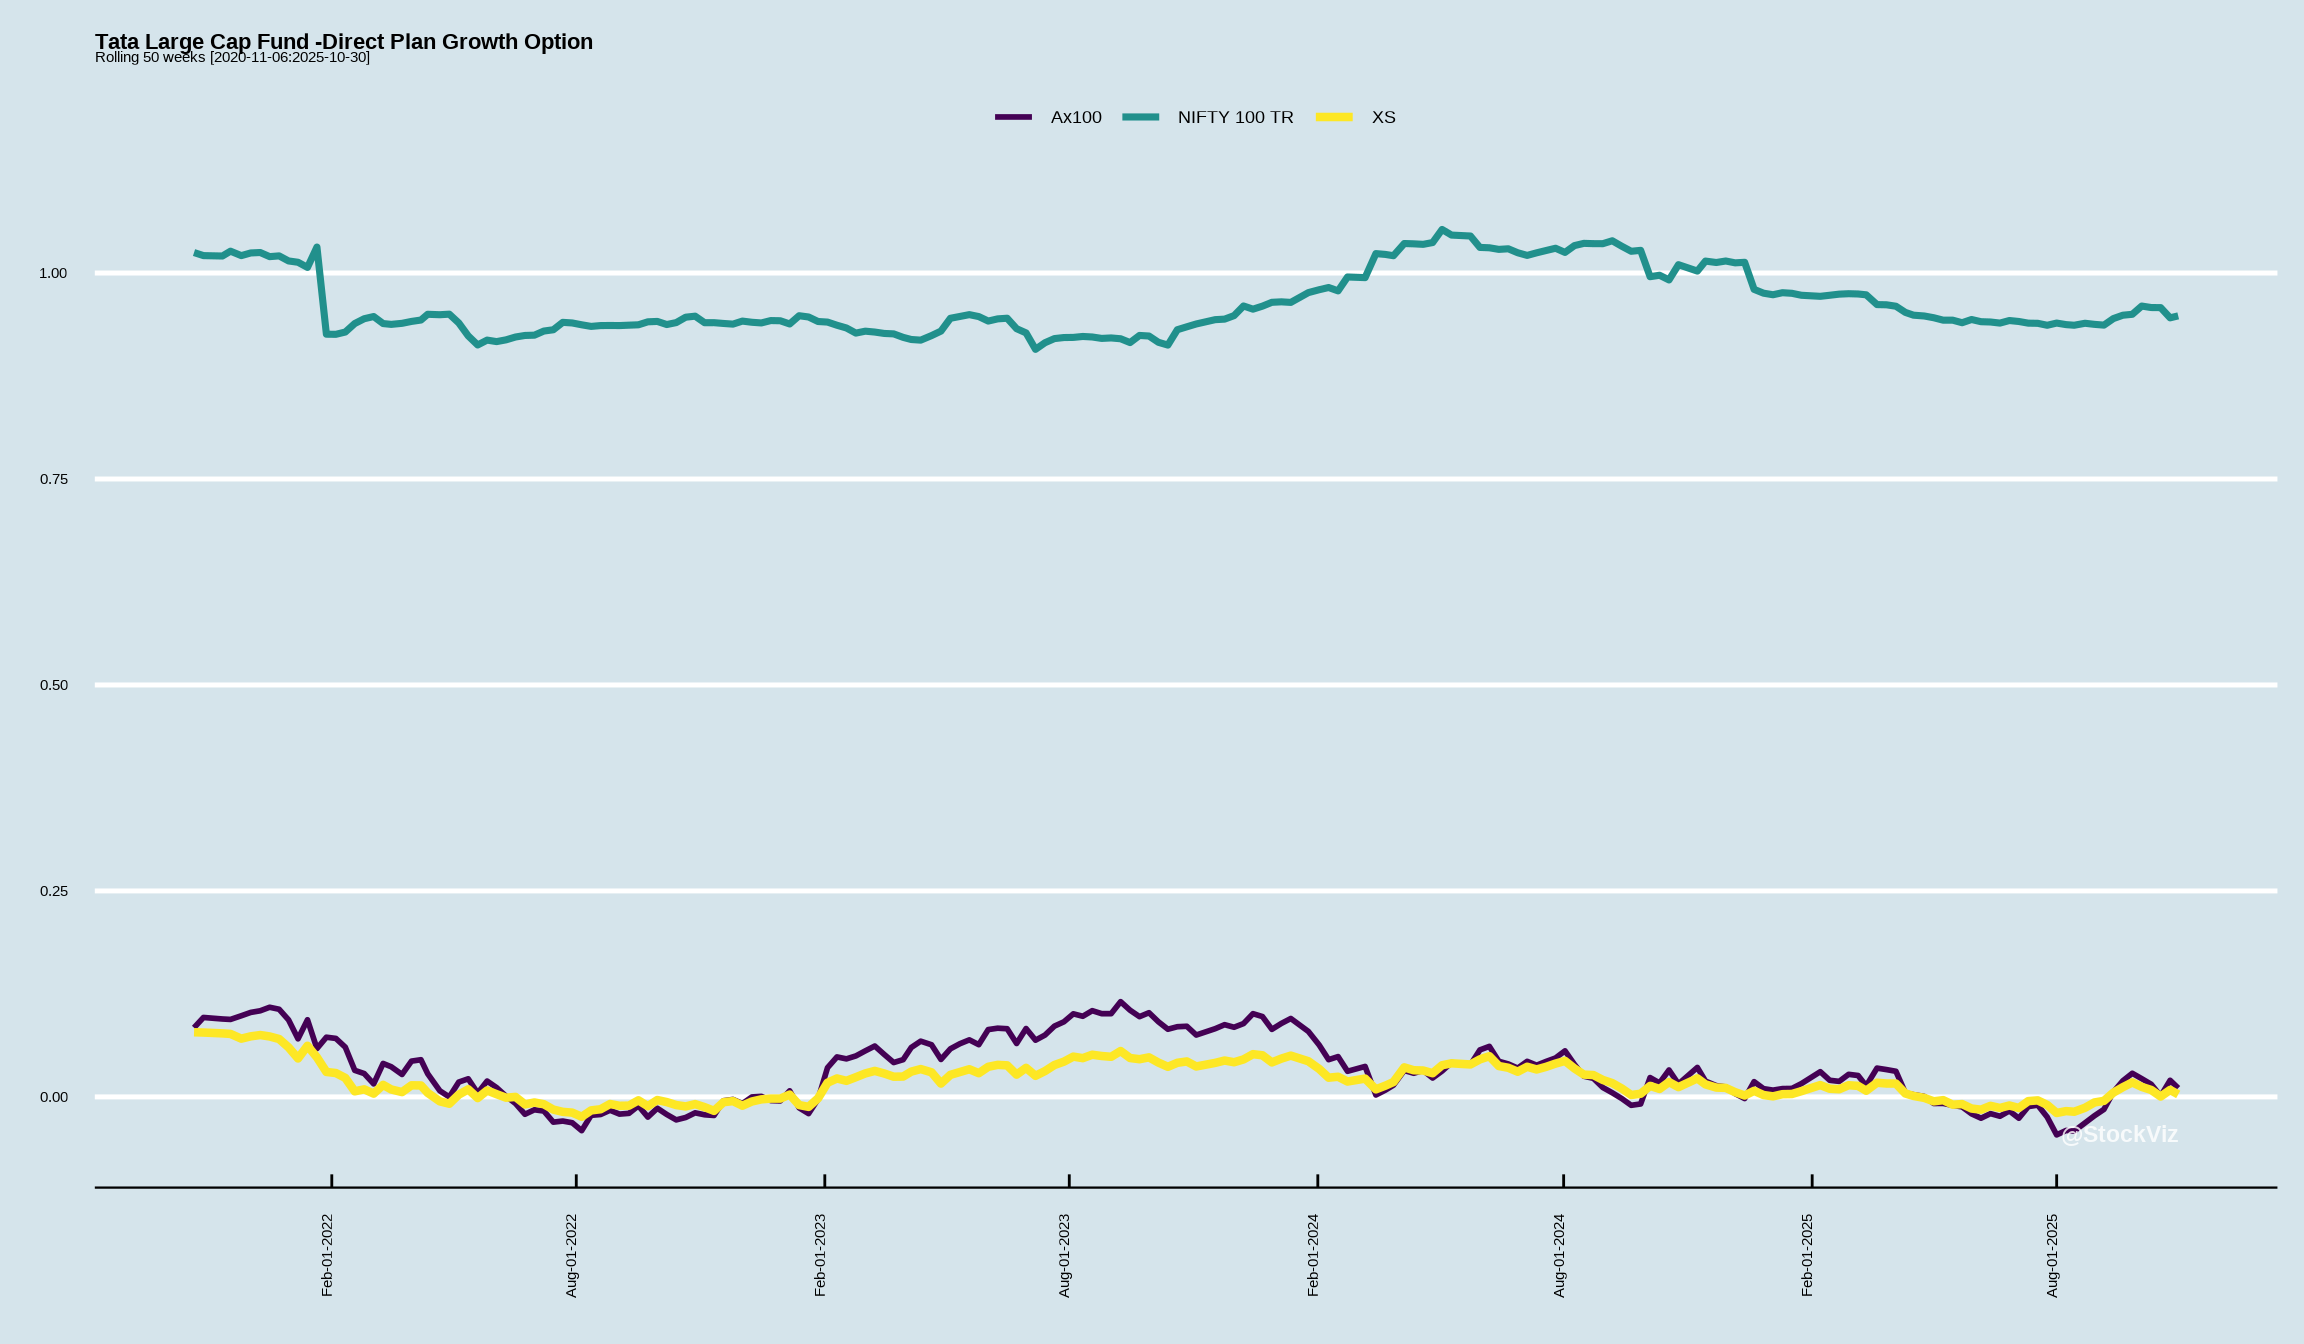 Tata Large Cap Fund -Direct Plan Growth Option
Rolling 50 weeks [2020-11-06:2025-10-30]
Ax100 NIFTY 100 TR XS
1.00
0.75
0.50
0.25
0.00
@StockViz
Feb-01-2022 Aug-01-2022 Feb-01-2023 Aug-01-2023 Feb-01-2024 Aug-01-2024 Feb-01-2025 Aug-01-2025